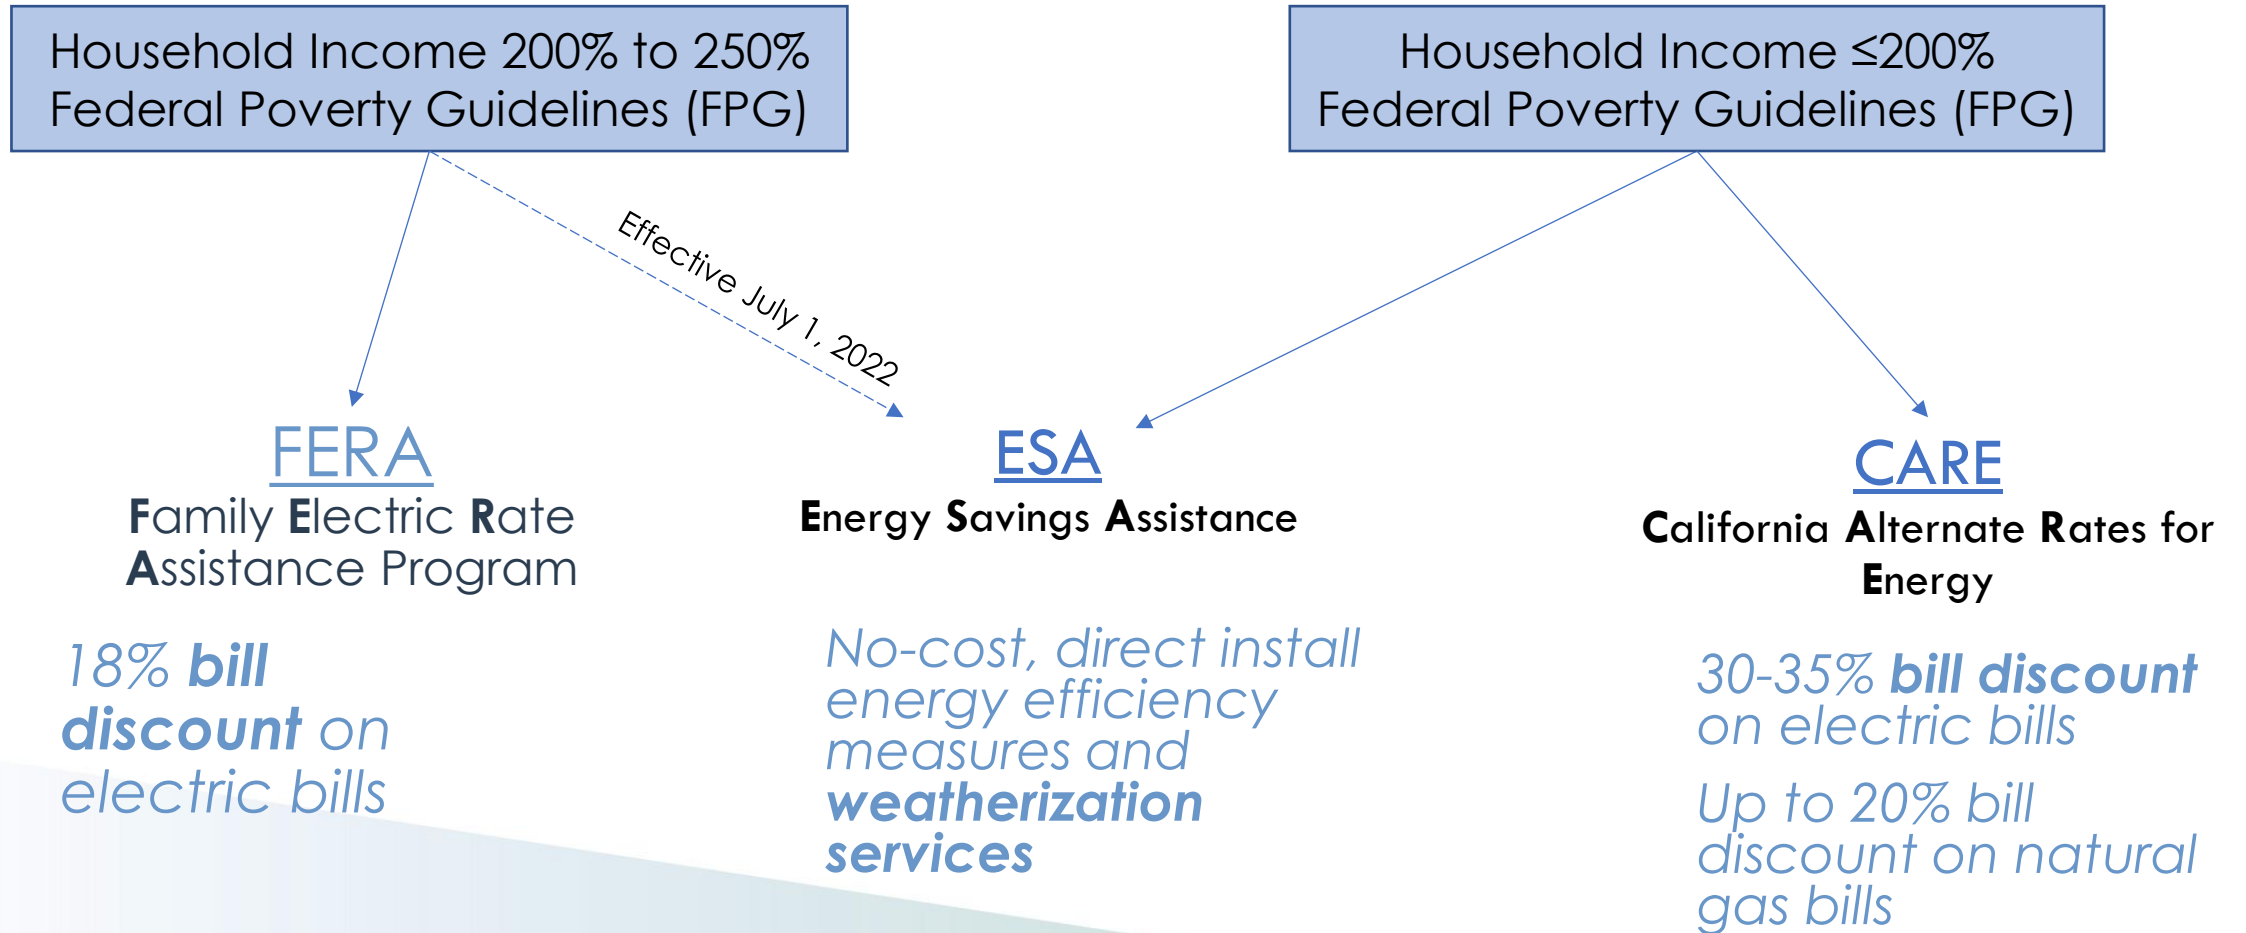 Household Income 200% to 250%
Federal Poverty Guidelines (FPG)
Household Income ≤200%
Federal Poverty Guidelines (FPG)
Effective July 1, 2022
FERA
Family Electric Rate
Assistance Program
18% bill
discount on
electric bills
ESA
Energy Savings Assistance
No-cost, direct install
energy efficiency
measures and
weatherization
services
CARE
California Alternate Rates for
Energy
30-35% bill discount
on electric bills
Up to 20% bill
discount on natural
gas bills